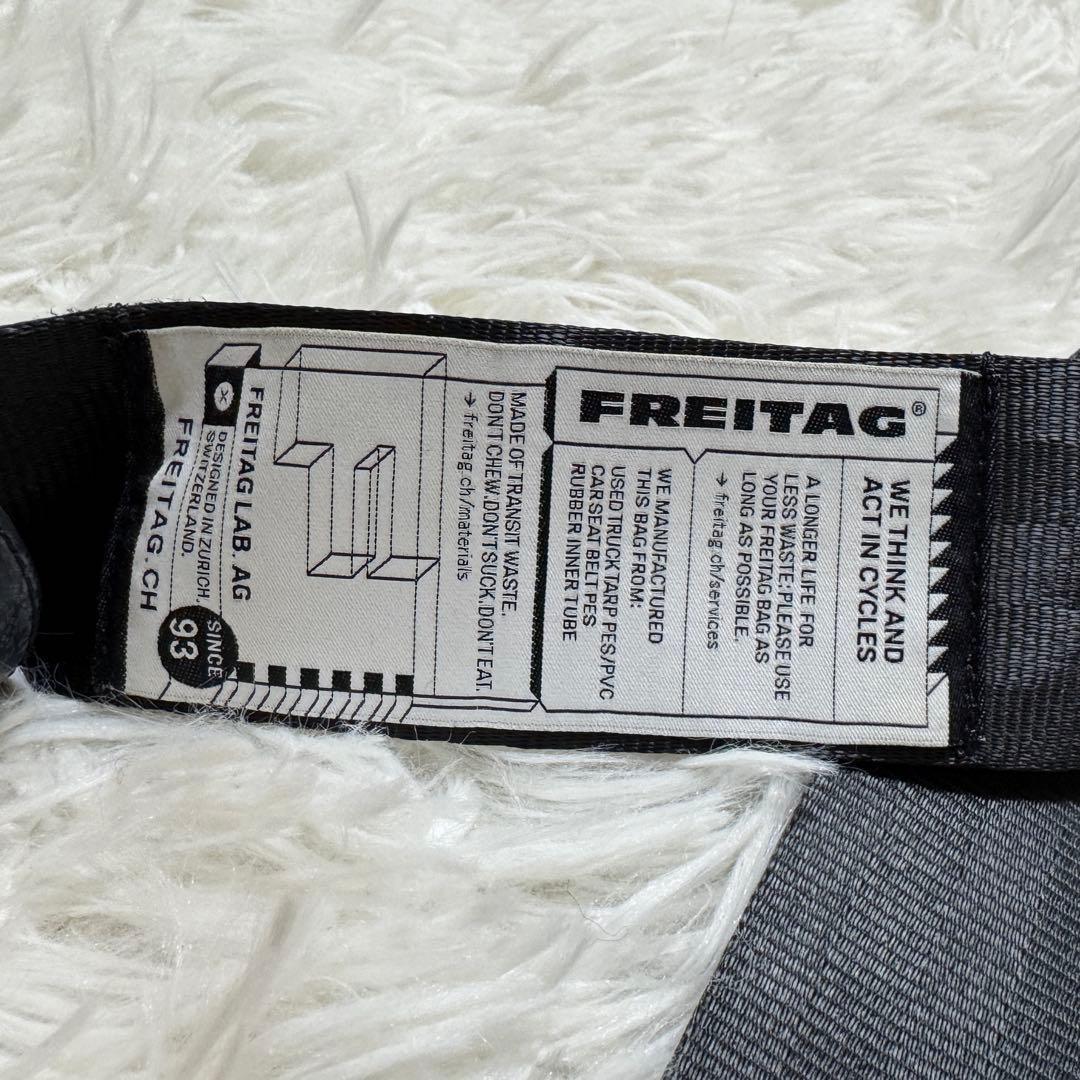 FREITAG®
WE THINK AND
ACT IN CYCLES
A LONGER LIFE FOR
LESS WASTE: PLEASE USE
YOUR FREITAG BAG AS
LONG AS POSSIBLE.
→ freitag.ch/services
WE MANUFACTURED
THIS BAG FROM:
USED TRUCK TARP PES/PVC
CAR SEAT BELT PES
RUBBER INNER TUBE
MADE OF TRANSIT WASTE.
DON'T CHEW. DON'T SUCK. DON'T EAT.
→ freitag.ch/materials
FREITAG LAB. AG
DESIGNED IN ZURICH,
SWITZERLAND.
FREITAG.CH
SINCE
93